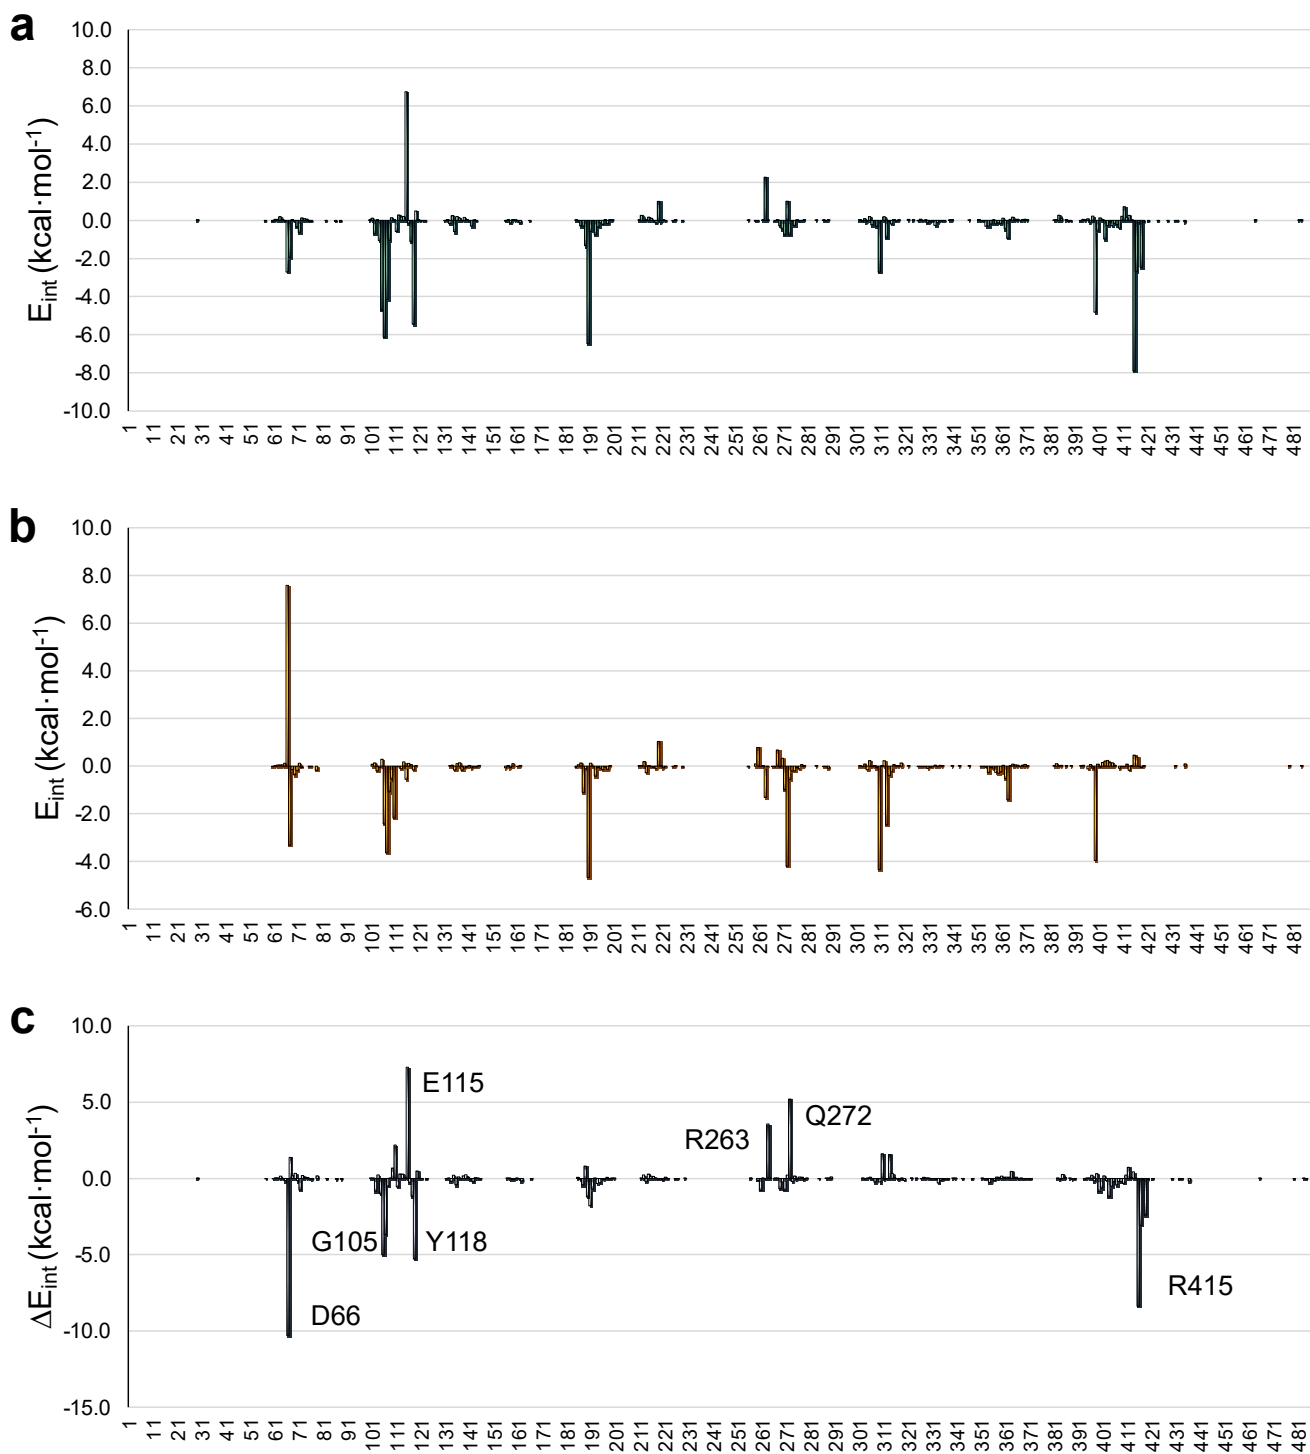 a
10.0
8.0
6.0
4.0
2.0
0.0
-2.0
-4.0
-6.0
-8.0
-10.0
E_int (kcal·mol⁻¹)
1 11 21 31 41 51 61 71 81 91 101 111 121 131 141 151 161 171 181 191 201 211 221 231 241 251 261 271 281 291 301 311 321 331 341 351 361 371 381 391 401 411 421 431 441 451 461 471 481
b
10.0
8.0
6.0
4.0
2.0
0.0
-2.0
-4.0
-6.0
E_int (kcal·mol⁻¹)
1 11 21 31 41 51 61 71 81 91 101 111 121 131 141 151 161 171 181 191 201 211 221 231 241 251 261 271 281 291 301 311 321 331 341 351 361 371 381 391 401 411 421 431 441 451 461 471 481
c
10.0
5.0
0.0
-5.0
-10.0
-15.0
ΔE_int (kcal·mol⁻¹)
E115
Q272
R263
G105
Y118
R415
D66
1 11 21 31 41 51 61 71 81 91 101 111 121 131 141 151 161 171 181 191 201 211 221 231 241 251 261 271 281 291 301 311 321 331 341 351 361 371 381 391 401 411 421 431 441 451 461 471 481